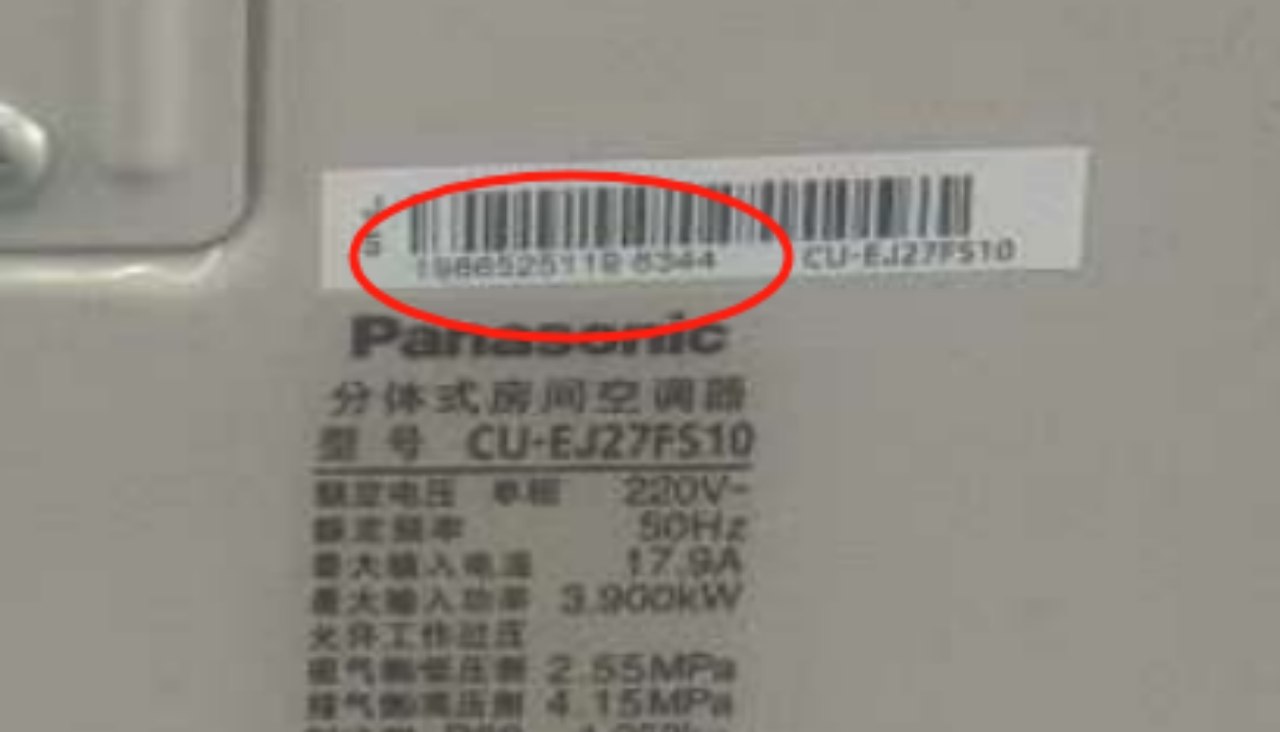 CU-EJ27FS10
Panasonic
分体式房间空调器
型号 CU-EJ27FS10
额定电压 单相 220V~
额定频率 50Hz
最大输入电流 17.9A
最大输入功率 3.900kW
允许工作过压
吸气侧/低压侧 2.55MPa
排气侧/高压侧 4.15MPa